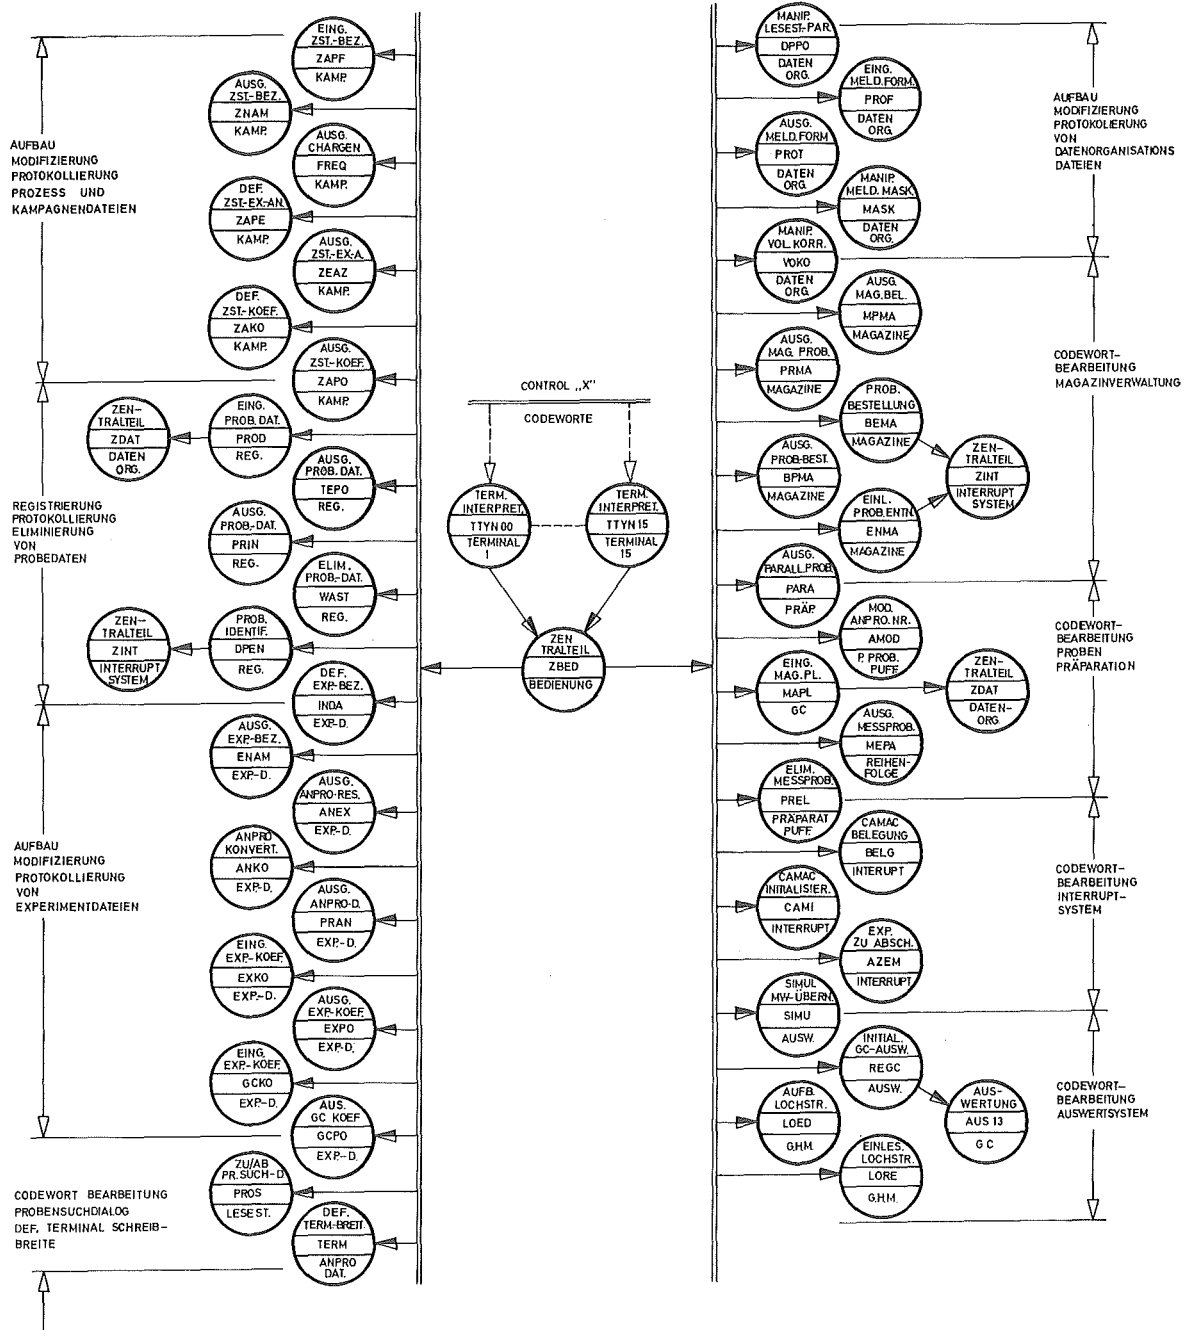 EING.
ZST.-BEZ.
ZAPF
KAMP.
AUSG.
ZST.-BEZ.
ZNAM
KAMP.
AUSG.
CHARGEN
FREQ
KAMP.
DEF.
ZST-EX.-AN.
ZAPE
KAMP.
AUSG.
ZST.-EX.-A.
ZEAZ
KAMP.
DEF.
ZST.-KOEF.
ZAKO
KAMP.
AUSG.
ZST.-KOEF.
ZAPO
KAMP.
AUFBAU
MODIFIZIERUNG
PROTOKOLLIERUNG
PROZESS UND
KAMPAGNENDATEIEN
ZEN-
TRALTEIL
ZDAT
DATEN
ORG.
EING.
PROB. DAT.
PROD
REG.
AUSG.
PROB. DAT.
TEPO
REG.
AUSG.
PROB.-DAT.
PRIN
REG.
ELIM.
PROB.-DAT.
WAST
REG.
ZEN-
TRALTEIL
ZINT
INTERRUPT
SYSTEM
PROB.
IDENTIF.
DPEN
REG.
REGISTRIERUNG
PROTOKOLLIERUNG
ELIMINIERUNG
VON
PROBEDATEN
DEF.
EXP.-BEZ.
INDA
EXP.-D.
AUSG.
EXP.-BEZ.
ENAM
EXP.-D.
AUSG.
ANPRO-RES.
ANEX
EXP.-D.
ANPRO
KONVERT.
ANKO
EXP.-D.
AUSG.
ANPRO-D.
PRAN
EXP.-D.
EING.
EXP.-KOEF.
EXKO
EXP.-D.
AUSG.
EXP.-KOEF.
EXPO
EXP.-D.
EING.
EXP.-KOEF.
GCKO
EXP.-D.
AUS.
GC KOEF
GCPO
EXP.-D.
AUFBAU
MODIFIZIERUNG
PROTOKOLLIERUNG
VON
EXPERIMENTDATEIEN
ZU/AB
PR.SUCH-D.
PROS
LESEST.
DEF.
TERM.-BREIT.
TERM
ANPRO
DAT.
CODEWORT BEARBEITUNG
PROBENSUCHDIALOG
DEF. TERMINAL SCHREIB-
BREITE
CONTROL „X"
CODEWORTE
TERM.
INTERPRET.
TTYN 00
TERMINAL
1
TERM.
INTERPRET.
TTYN 15
TERMINAL
15
ZEN
TRALTEIL
ZBED
BEDIENUNG
MANIP.
LESEST.-PAR.
DPPO
DATEN
ORG.
EING.
MELD. FORM.
PROF
DATEN
ORG.
AUSG.
MELD. FORM
PROT
DATEN
ORG.
MANIP.
MELD. MASK.
MASK
DATEN
ORG.
MANIP.
VOL. KORR.
VOKO
DATEN
ORG.
AUFBAU
MODIFIZIERUNG
PROTOKOLIERUNG
VON
DATENORGANISATIONS
DATEIEN
AUSG.
MAG. BEL.
MPMA
MAGAZINE
AUSG.
MAG. PROB.
PRMA
MAGAZINE
PROB.
BESTELLUNG
BEMA
MAGAZINE
AUSG.
PROB-BEST.
BPMA
MAGAZINE
ZEN-
TRALTEIL
ZINT
INTERRUPT
SYSTEM
EINL.
PROB.ENTN.
ENMA
MAGAZINE
CODEWORT-
BEARBEITUNG
MAGAZINVERWALTUNG
AUSG.
PARALL. PROB.
PARA
PRÄP.
MOD.
ANPRO. NR.
AMOD
P. PROB.
PUFF.
EING.
MAG. PL.
MAPL
GC
ZEN-
TRALTEIL
ZDAT
DATEN-
ORG.
AUSG.
MESSPROB.
MEPA
REIHEN-
FOLGE
ELIM.
MESSPROB.
PREL
PRÄPARAT
PUFF.
CODEWORT-
BEARBEITUNG
PROBEN
PRÄPARATION
CAMAC
BELEGUNG
BELG
INTERUPT
CAMAC
INITIALISIER.
CAMI
INTERRUPT
EXP.
ZU ABSCH.
AZEM
INTERRUPT
SIMUL
MW-ÜBERN.
SIMU
AUSW.
CODEWORT-
BEARBEITUNG
INTERRUPT-
SYSTEM
INITIAL.
GC-AUSW.
REGC
AUSW.
AUFB.
LOCHSTR.
LOED
G.H.M.
AUS-
WERTUNG
AUS 13
GC
EINLES.
LOCHSTR.
LORE
G.H.M.
CODEWORT-
BEARBEITUNG
AUSWERTSYSTEM